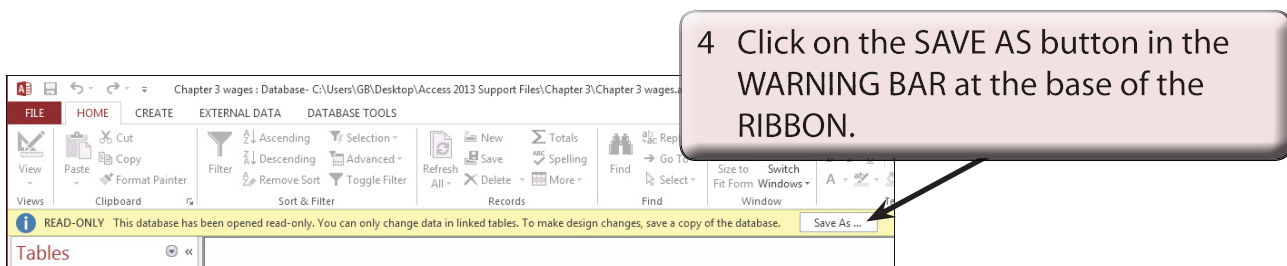 4 Click on the SAVE AS button in the
WARNING BAR at the base of the
RIBBON.
Chapter 3 wages : Database- C:\Users\GB\Desktop\Access 2013 Support Files\Chapter 3\Chapter 3 wages.a
FILE HOME CREATE EXTERNAL DATA DATABASE TOOLS
Cut Ascending Selection New Totals
Copy Descending Advanced Save Spelling Go To
View Paste Format Painter Filter Remove Sort Toggle Filter Refresh All Delete More Find Select Size to Fit Form Switch Windows A
Views Clipboard Sort & Filter Records Find Window
READ-ONLY This database has been opened read-only. You can only change data in linked tables. To make design changes, save a copy of the database. Save As ...
Tables